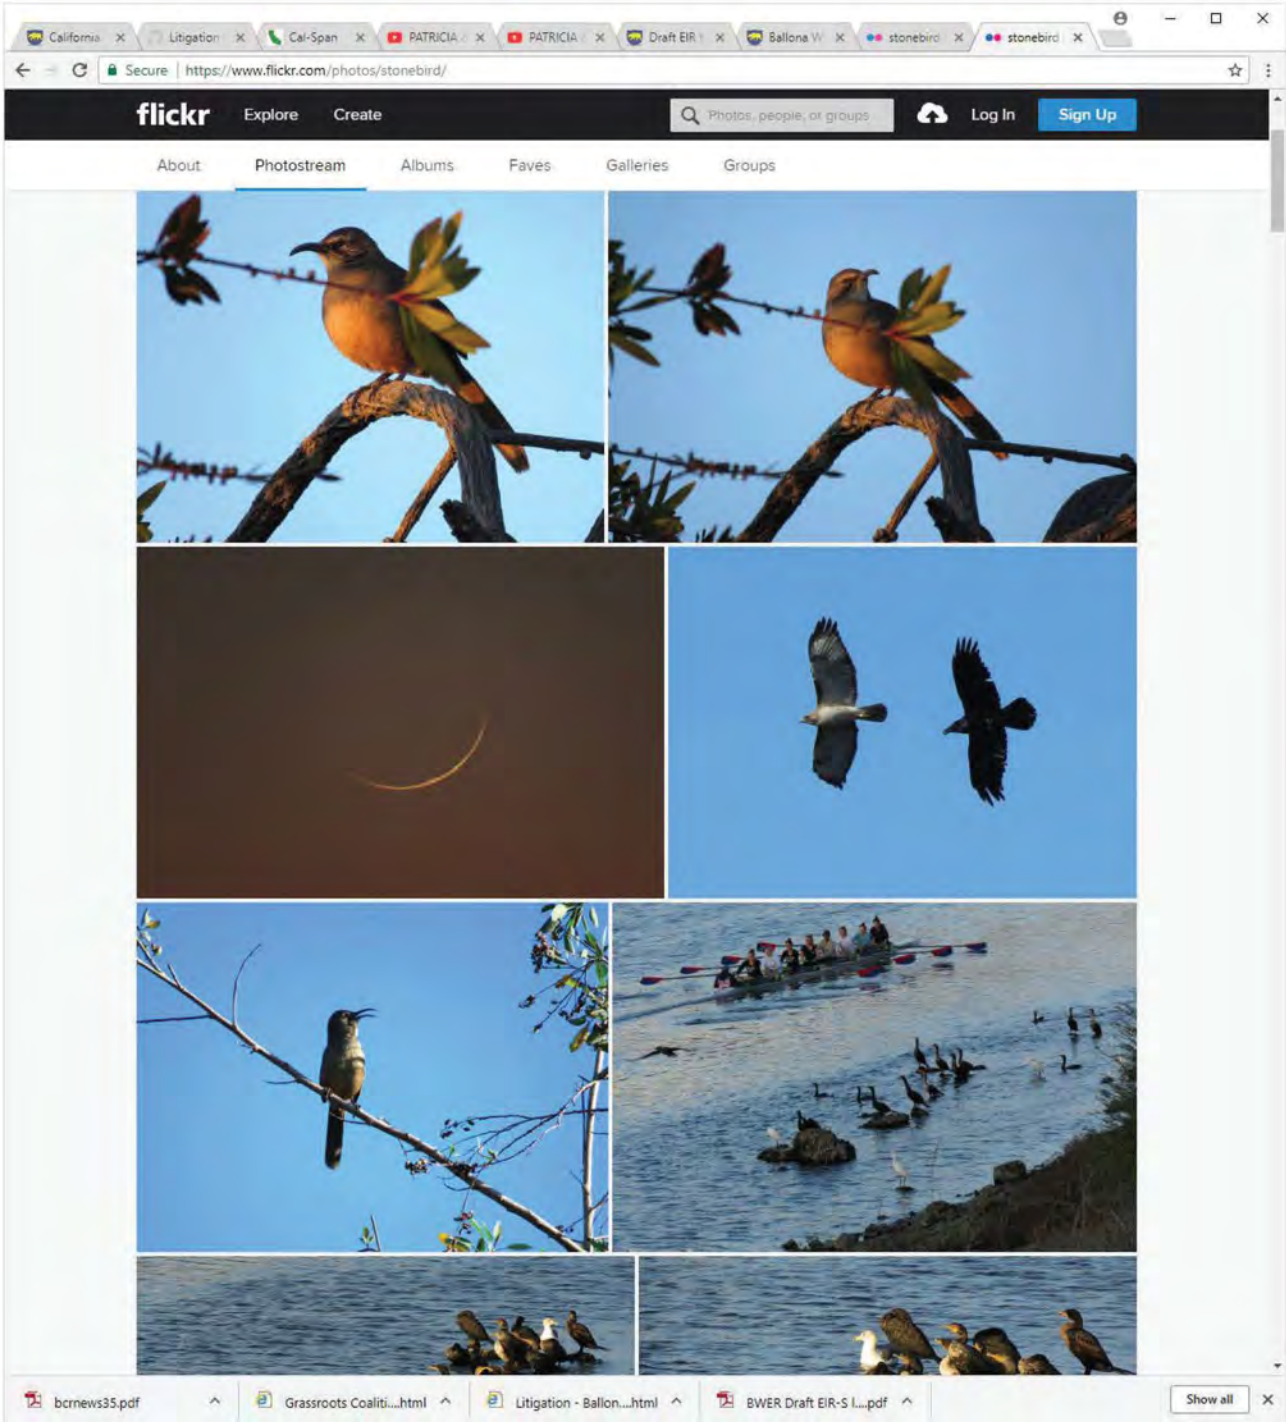 California
Litigation
Cal-Span
PATRICIA
PATRICIA
Draft EIR
Ballona W
stonebird
stonebird
Secure | https://www.flickr.com/photos/stonebird/
flickr Explore Create Photos, people, or groups Log In Sign Up
About Photostream Albums Faves Galleries Groups
bcrnews35.pdf
Grassroots Coaliti....html
Litigation - Ballon....html
BWER Draft EIR-S I....pdf
Show all